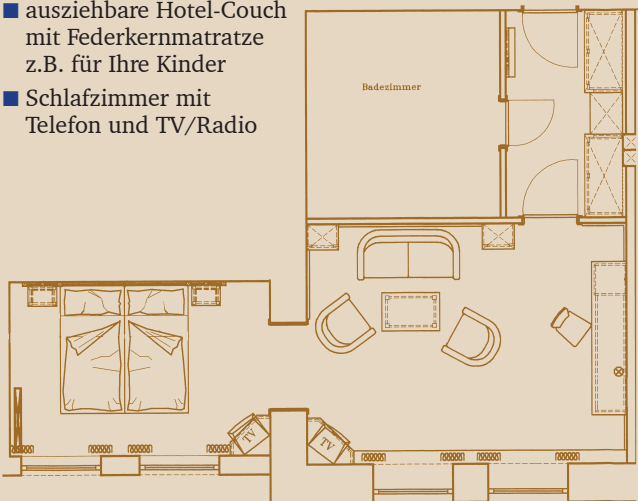 ausziehbare Hotel-Couch
mit Federkernmatratze
z.B. für Ihre Kinder
Schlafzimmer mit
Telefon und TV/Radio
Badezimmer
TV
TV